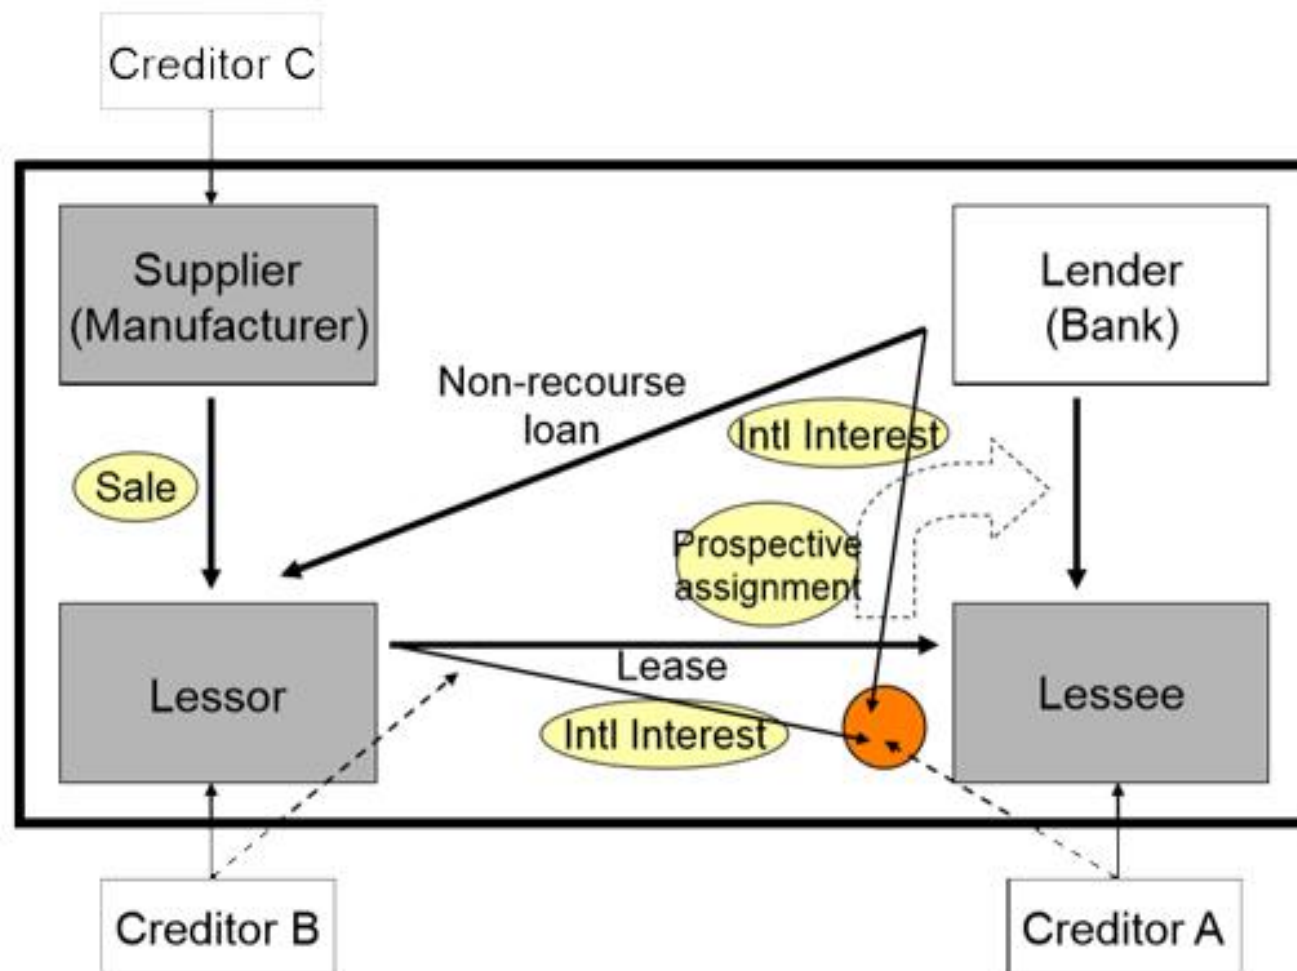 Creditor C
Supplier
(Manufacturer)
Lender
(Bank)
Non-recourse
loan
Intl Interest
Sale
Prospective
assignment
Lease
Lessor
Intl Interest
Lessee
Creditor B
Creditor A